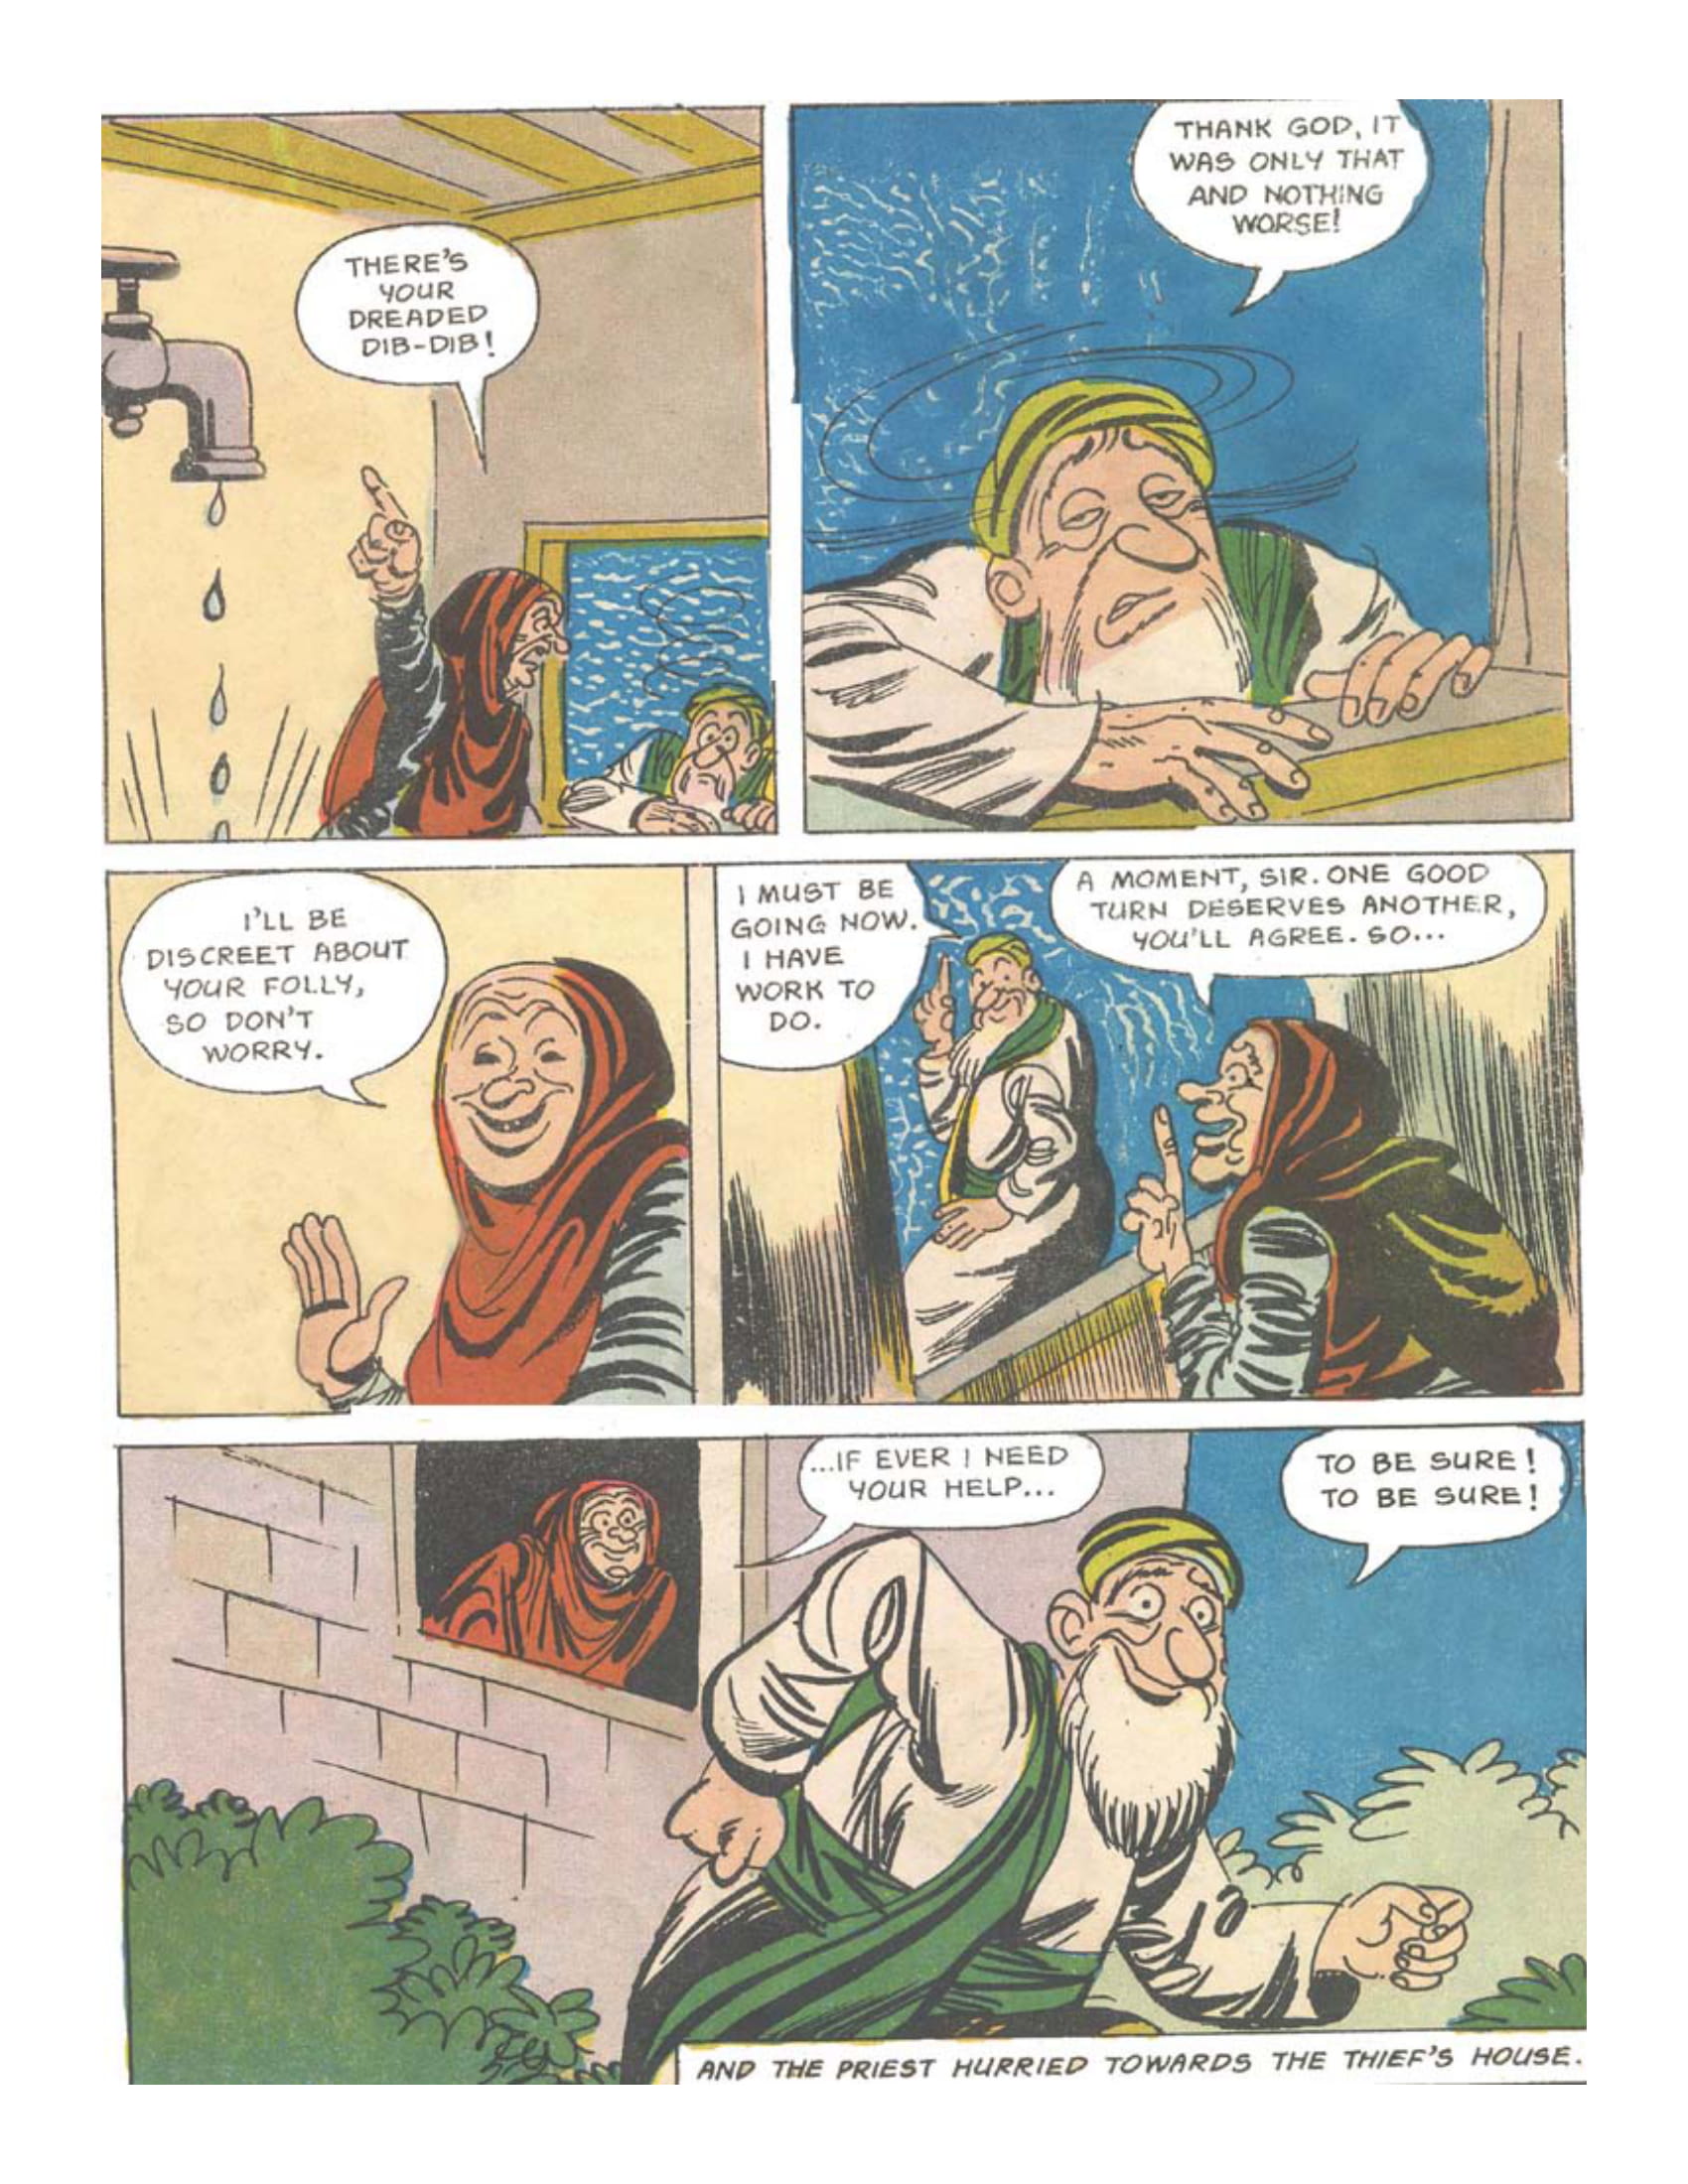 THERE'S
YOUR
DREADED
DIB-DIB!
THANK GOD, IT
WAS ONLY THAT
AND NOTHING
WORSE!
I'LL BE
DISCREET ABOUT
YOUR FOLLY,
SO DON'T
WORRY.
I MUST BE
GOING NOW.
I HAVE
WORK TO
DO.
A MOMENT, SIR. ONE GOOD
TURN DESERVES ANOTHER,
YOU'LL AGREE. SO...
...IF EVER I NEED
YOUR HELP...
TO BE SURE!
TO BE SURE!
AND THE PRIEST HURRIED TOWARDS THE THIEF'S HOUSE.